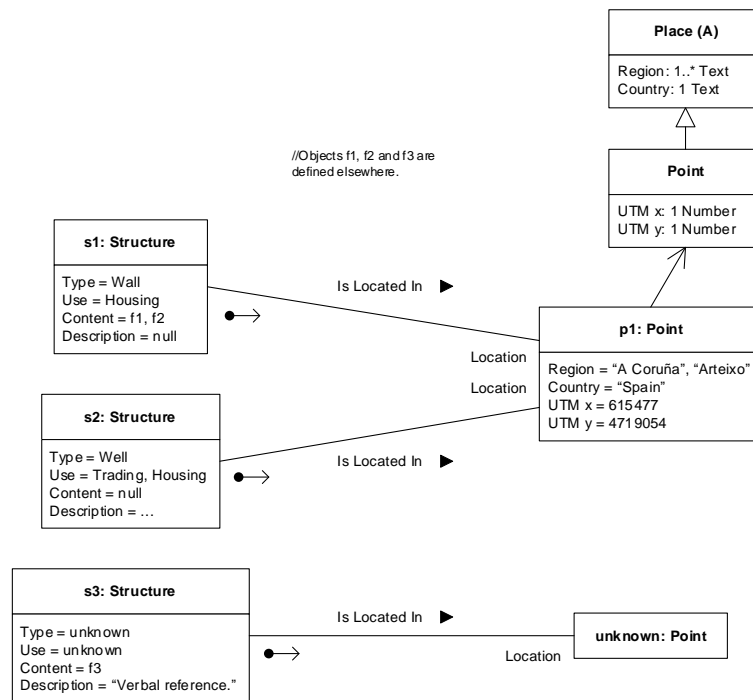 Place (A)
Region: 1..* Text
Country: 1 Text
//Objects f1, f2 and f3 are
defined elsewhere.
Point
UTM x: 1 Number
UTM y: 1 Number
s1: Structure
Type = Wall
Use = Housing
Content = f1, f2
Description = null
Is Located In
Location
p1: Point
Region = “A Coruña”, “Arteixo”
Country = “Spain”
UTM x = 615477
UTM y = 4719054
Location
s2: Structure
Type = Well
Use = Trading, Housing
Content = null
Description = ...
Is Located In
s3: Structure
Type = unknown
Use = unknown
Content = f3
Description = “Verbal reference.”
Is Located In
Location
unknown: Point